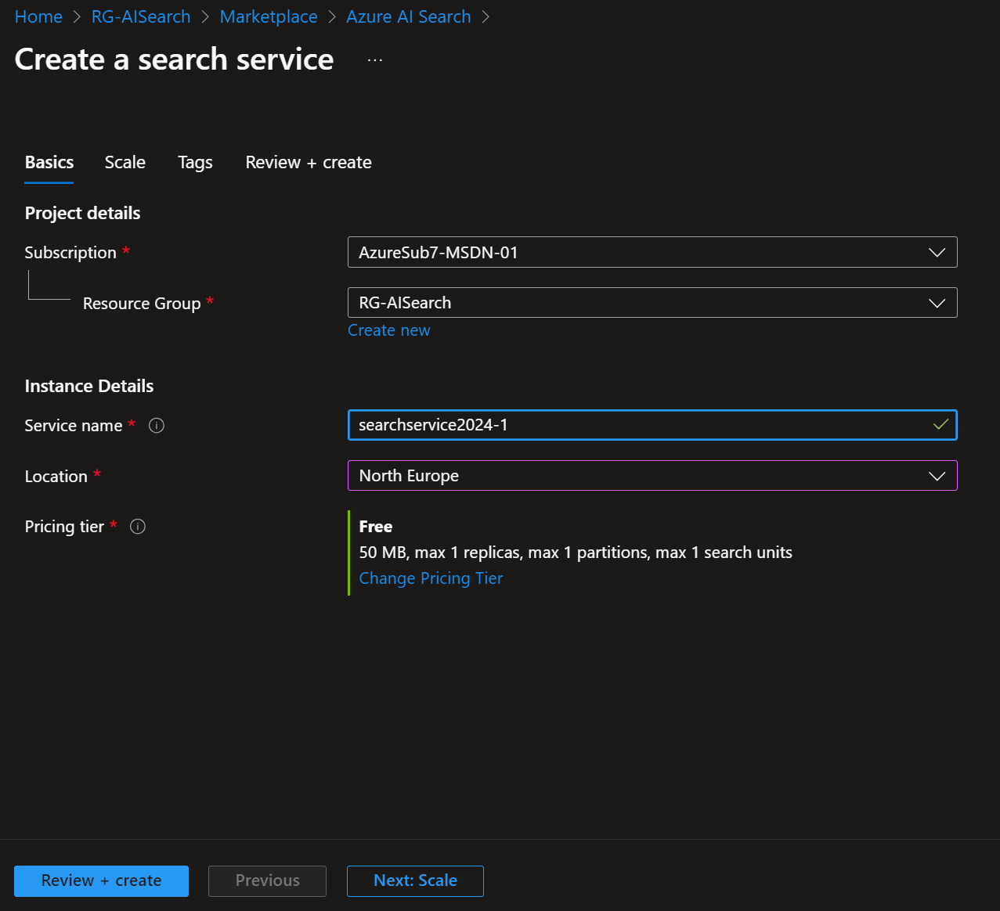 Home > RG-AISearch > Marketplace > Azure AI Search >
Create a search service ...
Basics Scale Tags Review + create
Project details
Subscription * AzureSub7-MSDN-01
Resource Group * RG-AISearch
Create new
Instance Details
Service name * searchservice2024-1
Location * North Europe
Pricing tier * Free
50 MB, max 1 replicas, max 1 partitions, max 1 search units
Change Pricing Tier
Review + create Previous Next: Scale